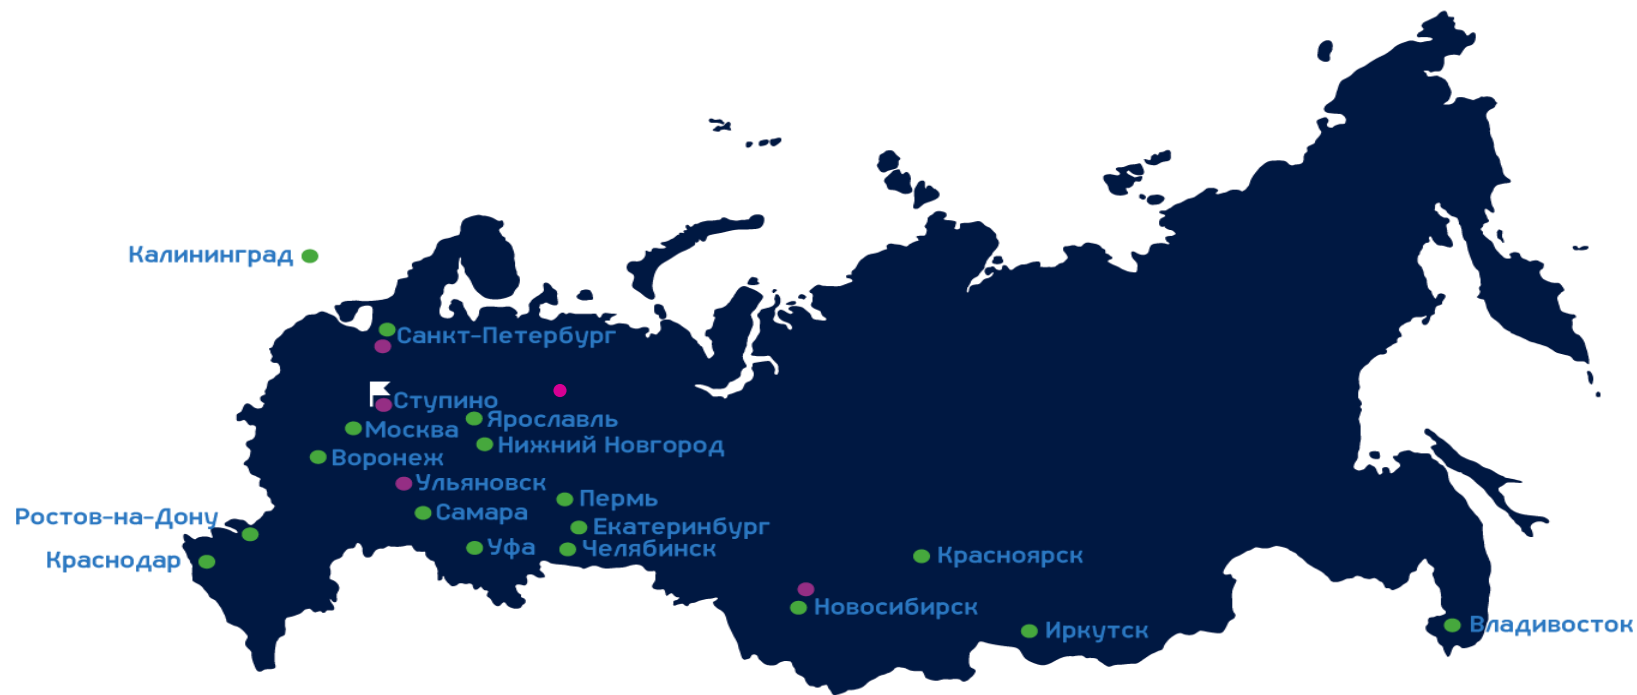 Калининград
Санкт-Петербург
Ступино
Ярославль
Москва
Нижний Новгород
Воронеж
Ульяновск
Пермь
Самара
Ростов-на-Дону
Екатеринбург
Уфа
Челябинск
Краснодар
Красноярск
Новосибирск
Иркутск
Владивосток